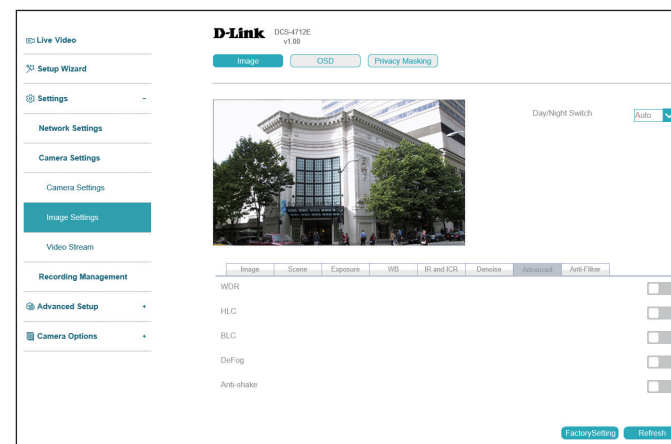 D-Link DCS-4712E
v1.00
Live Video
Setup Wizard
Settings -
Network Settings
Camera Settings
Camera Settings
Image Settings
Video Stream
Recording Management
Advanced Setup +
Camera Options +
Image OSD Privacy Masking
Day/Night Switch Auto
Image Scene Exposure WB IR and ICR Denoise Advanced Anti-Fliker
WDR
HLC
BLC
DeFog
Anti-shake
FactorySetting Refresh